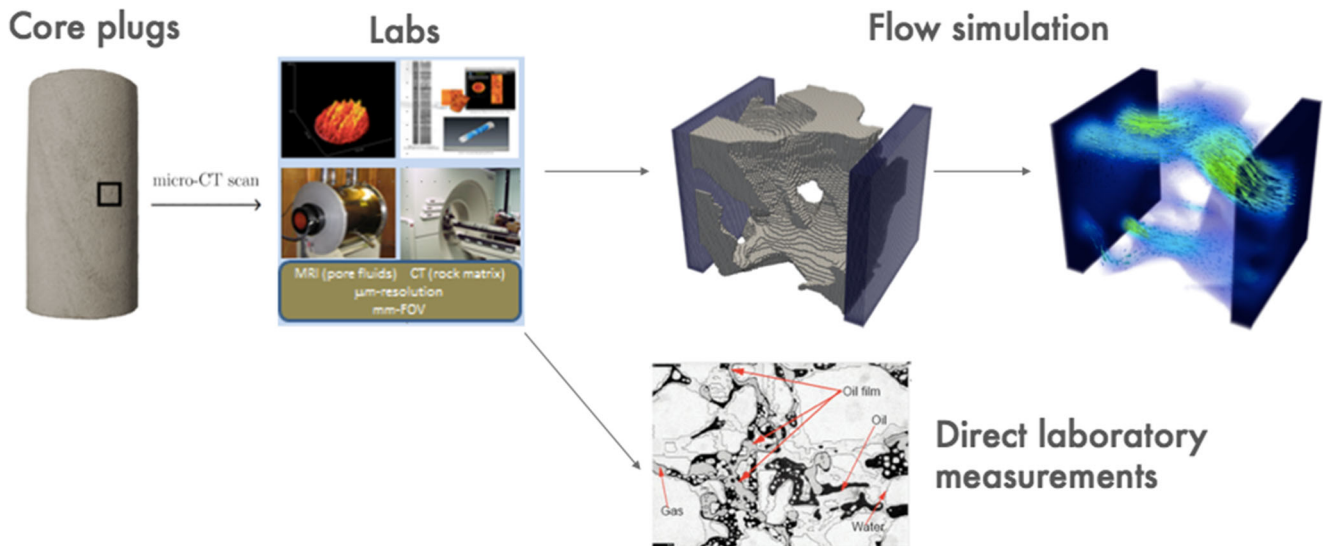 Core plugs
Labs
Flow simulation
micro-CT scan
MRI (pore fluids) CT (rock matrix)
μm-resolution
mm-FOV
Oil film
Oil
Gas
Water
Direct laboratory
measurements